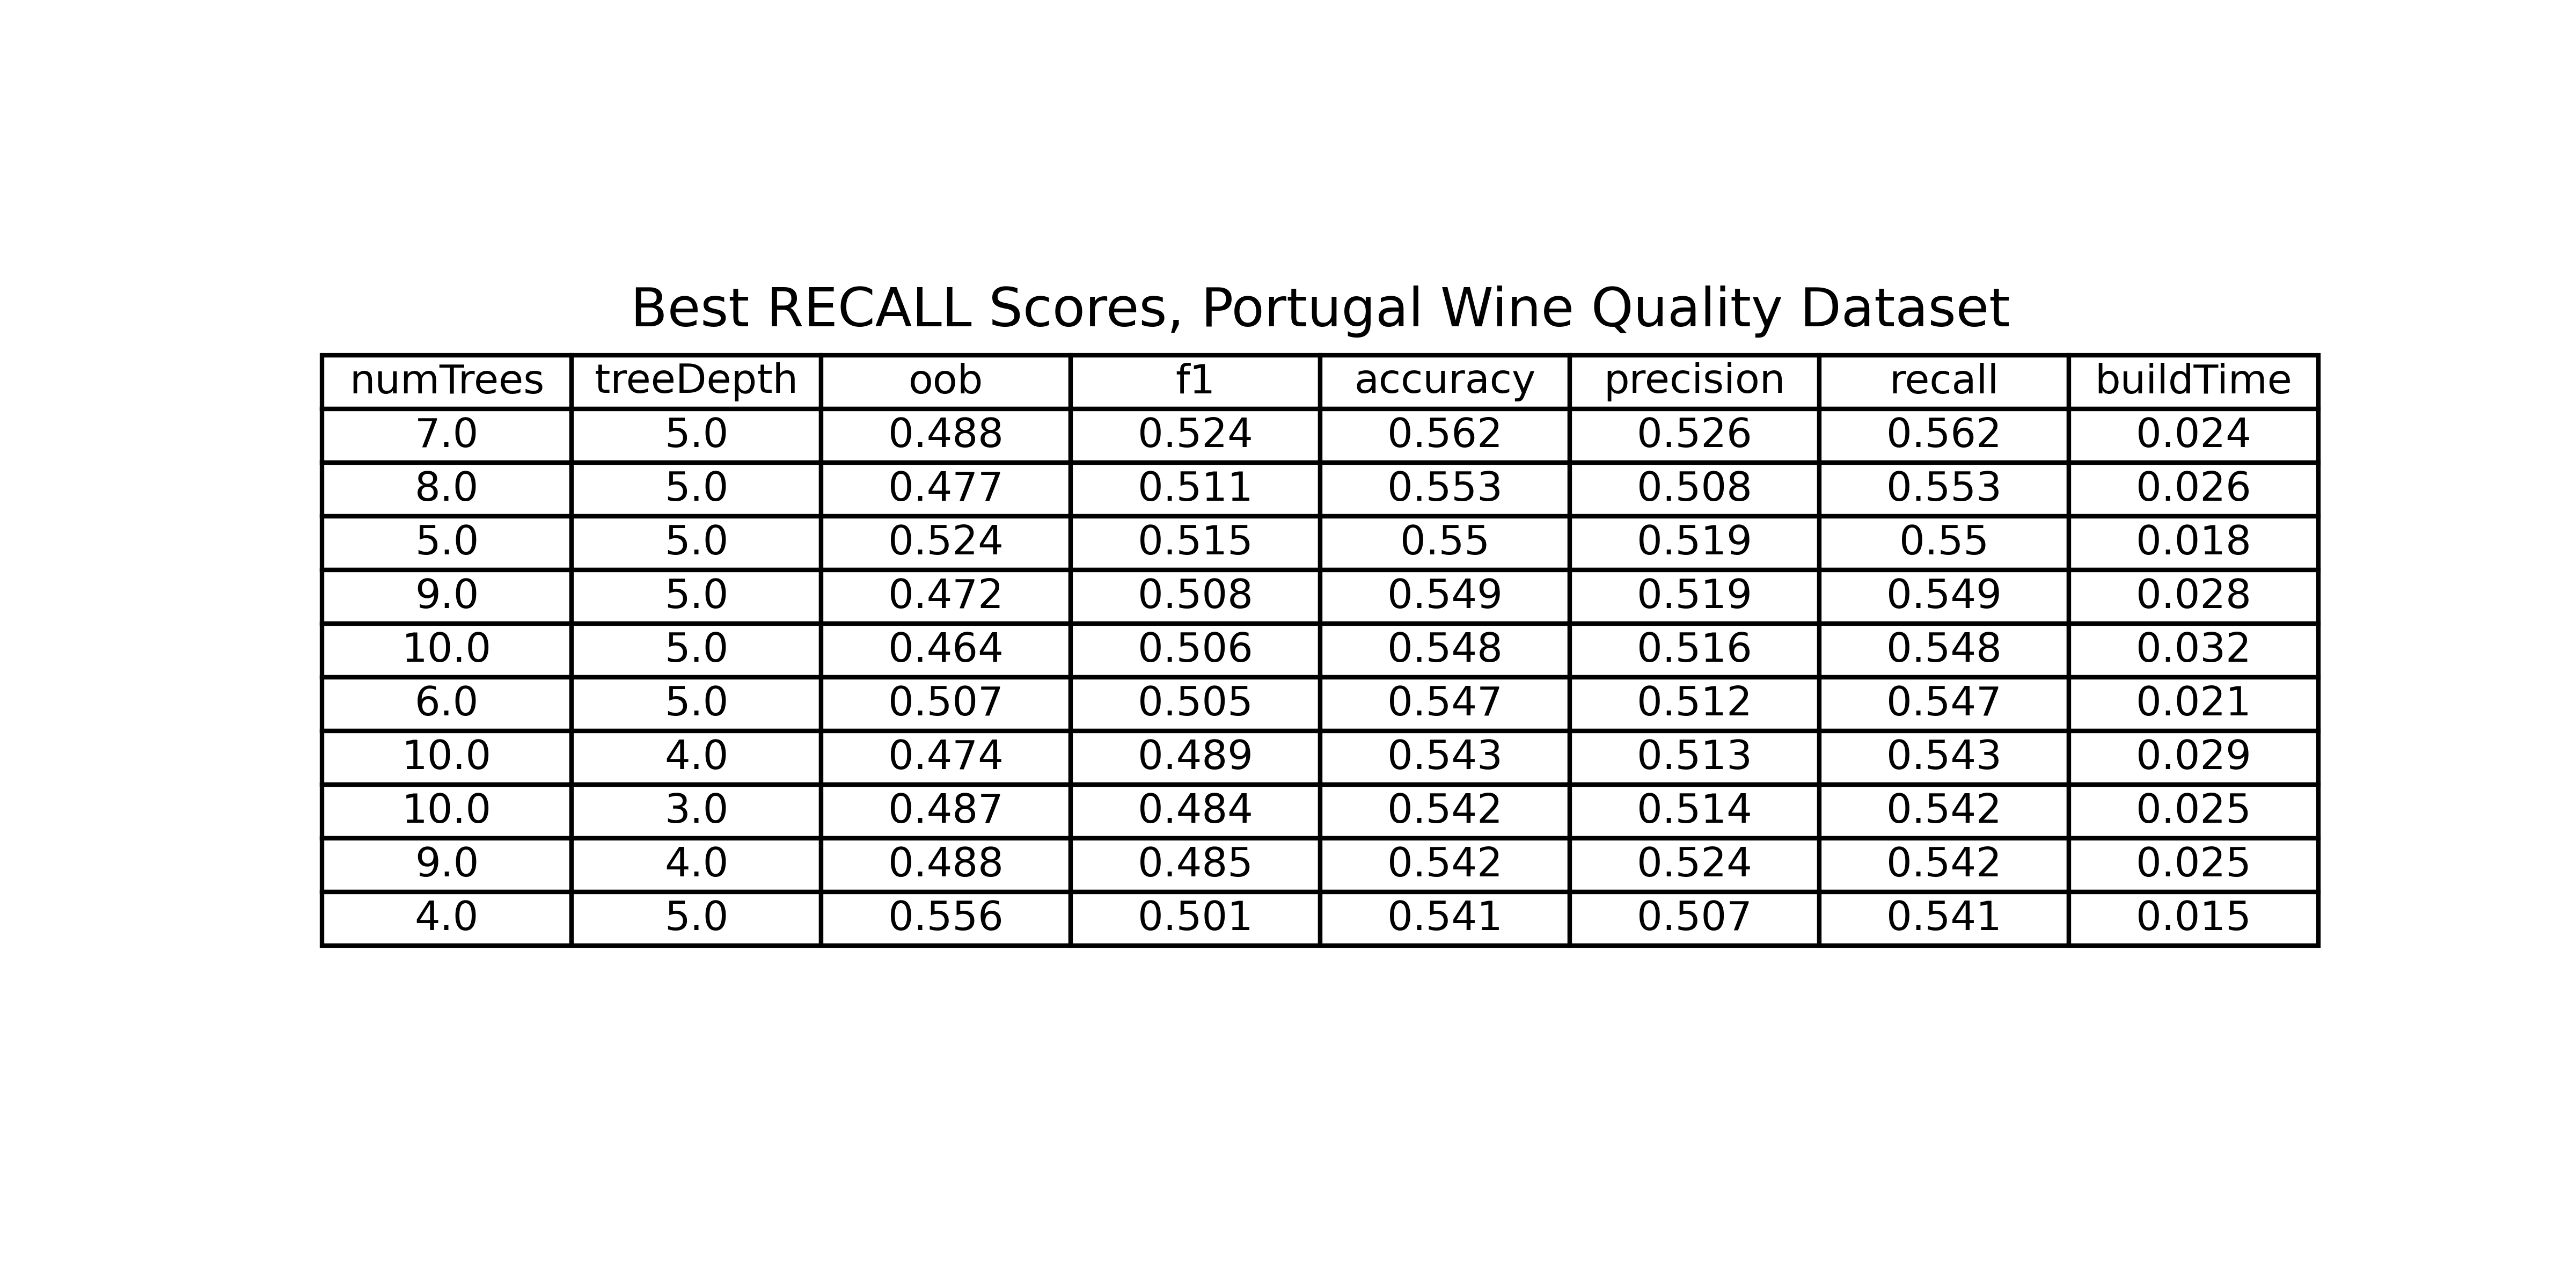 Best RECALL Scores, Portugal Wine Quality Dataset
numTrees treeDepth oob f1 accuracy precision recall buildTime
7.0 5.0 0.488 0.524 0.562 0.526 0.562 0.024
8.0 5.0 0.477 0.511 0.553 0.508 0.553 0.026
5.0 5.0 0.524 0.515 0.55 0.519 0.55 0.018
9.0 5.0 0.472 0.508 0.549 0.519 0.549 0.028
10.0 5.0 0.464 0.506 0.548 0.516 0.548 0.032
6.0 5.0 0.507 0.505 0.547 0.512 0.547 0.021
10.0 4.0 0.474 0.489 0.543 0.513 0.543 0.029
10.0 3.0 0.487 0.484 0.542 0.514 0.542 0.025
9.0 4.0 0.488 0.485 0.542 0.524 0.542 0.025
4.0 5.0 0.556 0.501 0.541 0.507 0.541 0.015